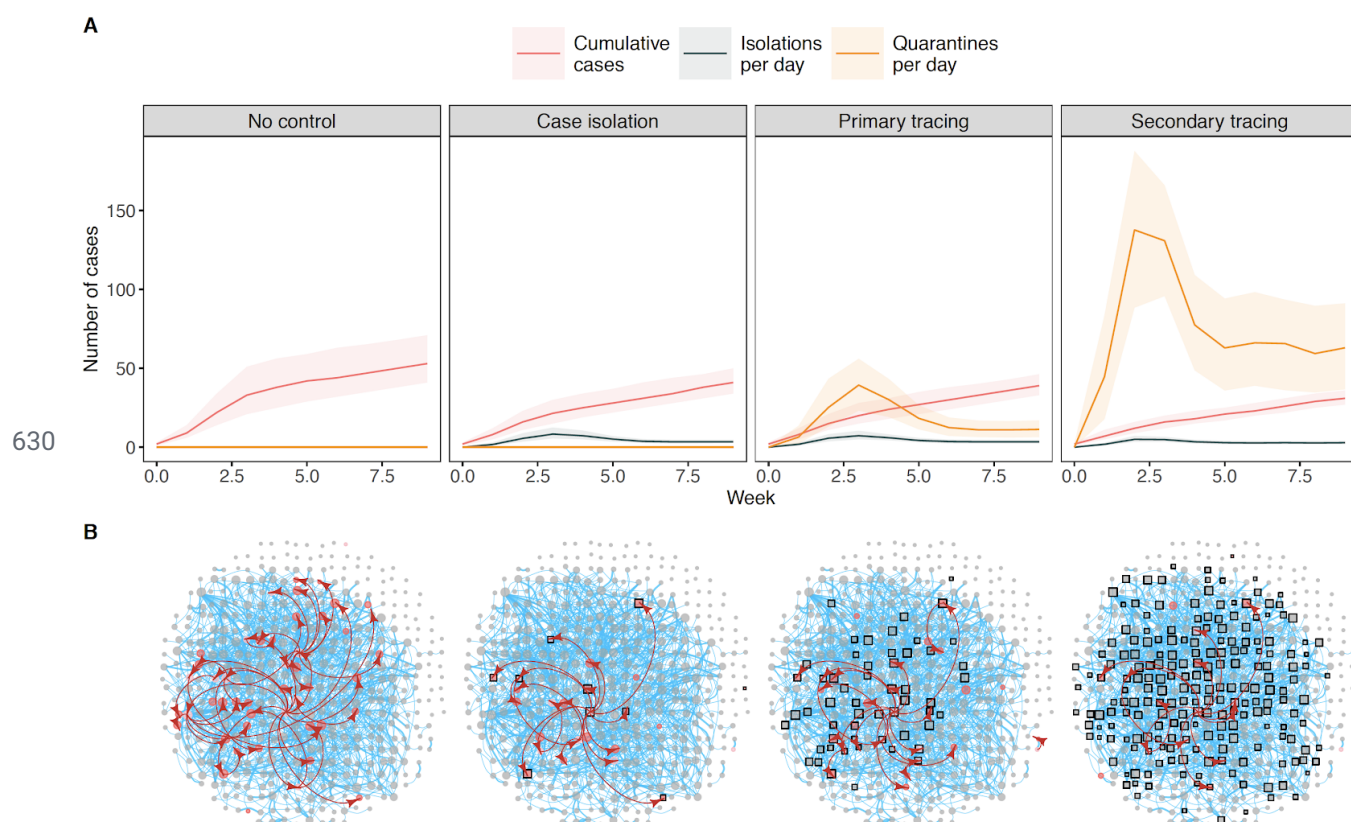 A
Cumulative cases
Isolations per day
Quarantines per day
No control
Case isolation
Primary tracing
Secondary tracing
Number of cases
150
100
50
0
630
0.0 2.5 5.0 7.5
0.0 2.5 5.0 7.5
0.0 2.5 5.0 7.5
0.0 2.5 5.0 7.5
Week
B